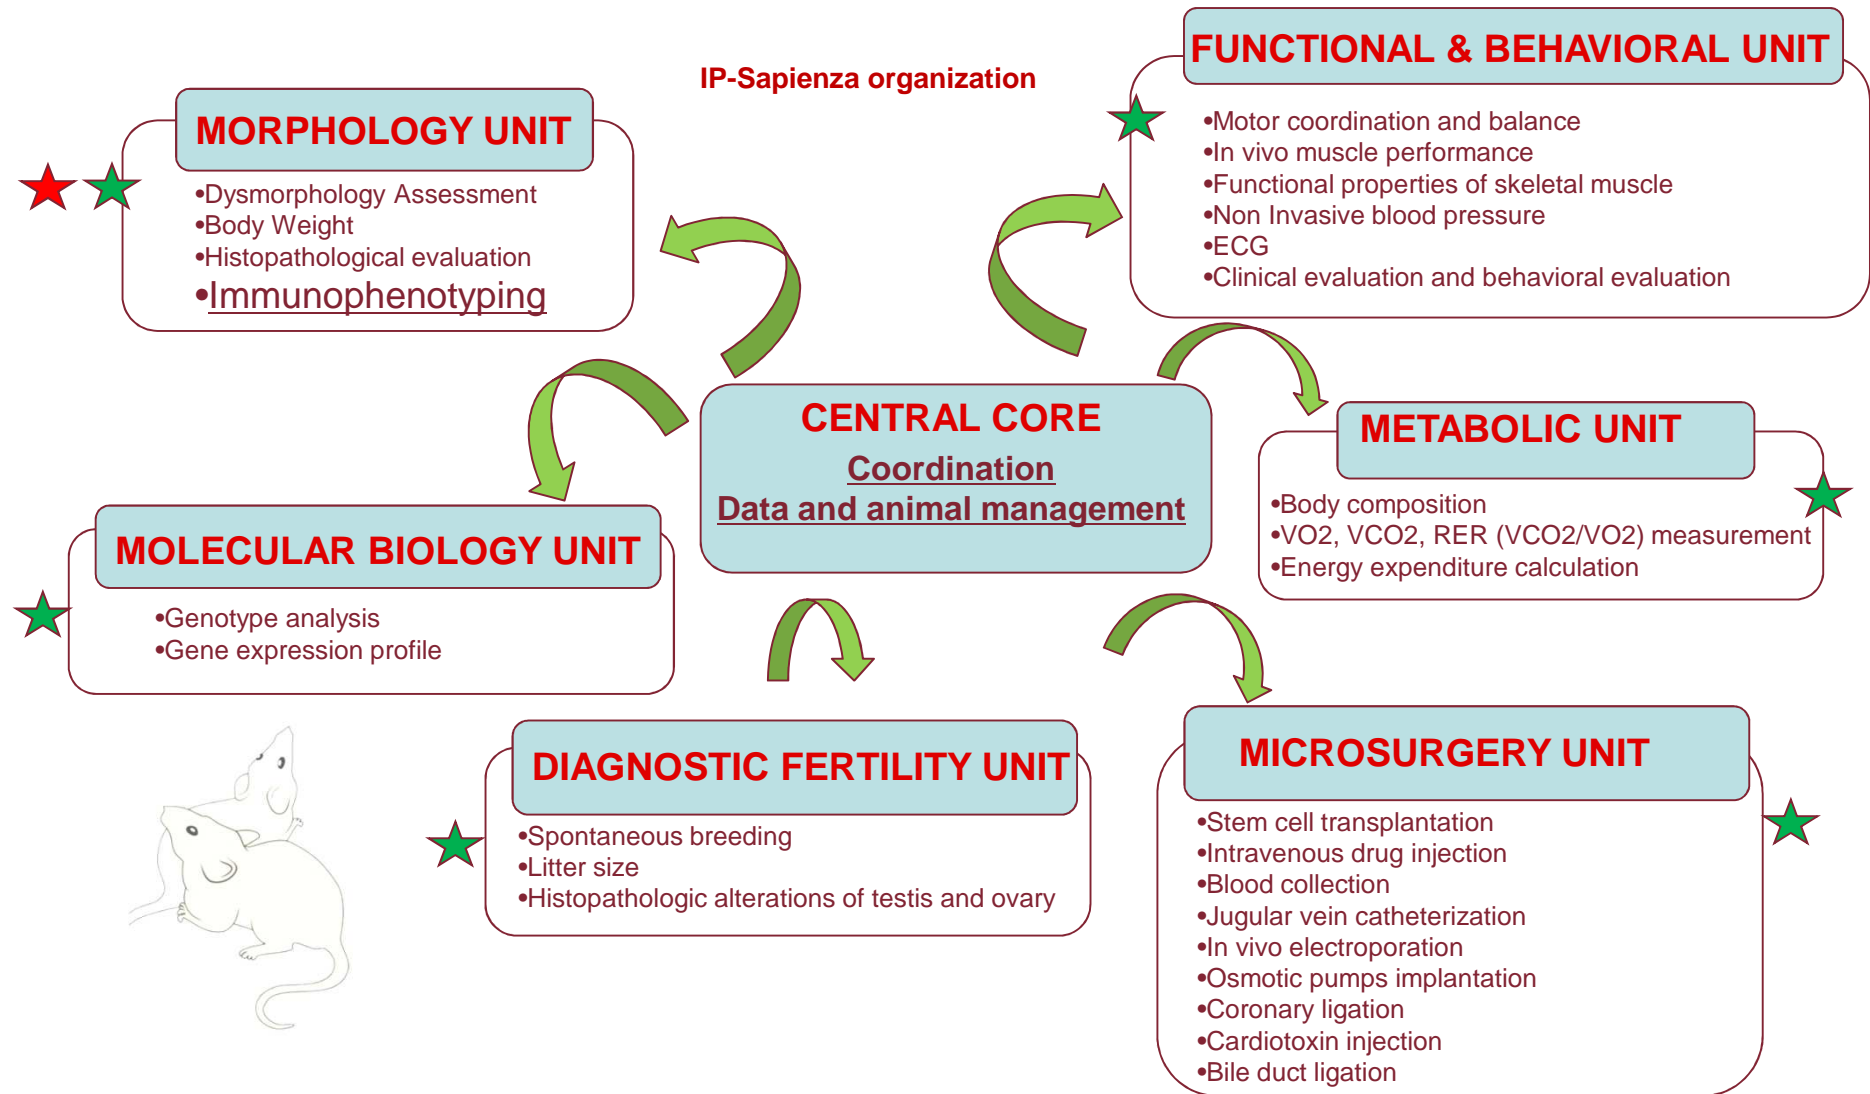 IP-Sapienza organization
MORPHOLOGY UNIT
•Dysmorphology Assessment
•Body Weight
•Histopathological evaluation
•Immunophenotyping
FUNCTIONAL & BEHAVIORAL UNIT
•Motor coordination and balance
•In vivo muscle performance
•Functional properties of skeletal muscle
•Non Invasive blood pressure
•ECG
•Clinical evaluation and behavioral evaluation
CENTRAL CORE
Coordination
Data and animal management
METABOLIC UNIT
•Body composition
•VO2, VCO2, RER (VCO2/VO2) measurement
•Energy expenditure calculation
MOLECULAR BIOLOGY UNIT
•Genotype analysis
•Gene expression profile
DIAGNOSTIC FERTILITY UNIT
•Spontaneous breeding
•Litter size
•Histopathologic alterations of testis and ovary
MICROSURGERY UNIT
•Stem cell transplantation
•Intravenous drug injection
•Blood collection
•Jugular vein catheterization
•In vivo electroporation
•Osmotic pumps implantation
•Coronary ligation
•Cardiotoxin injection
•Bile duct ligation